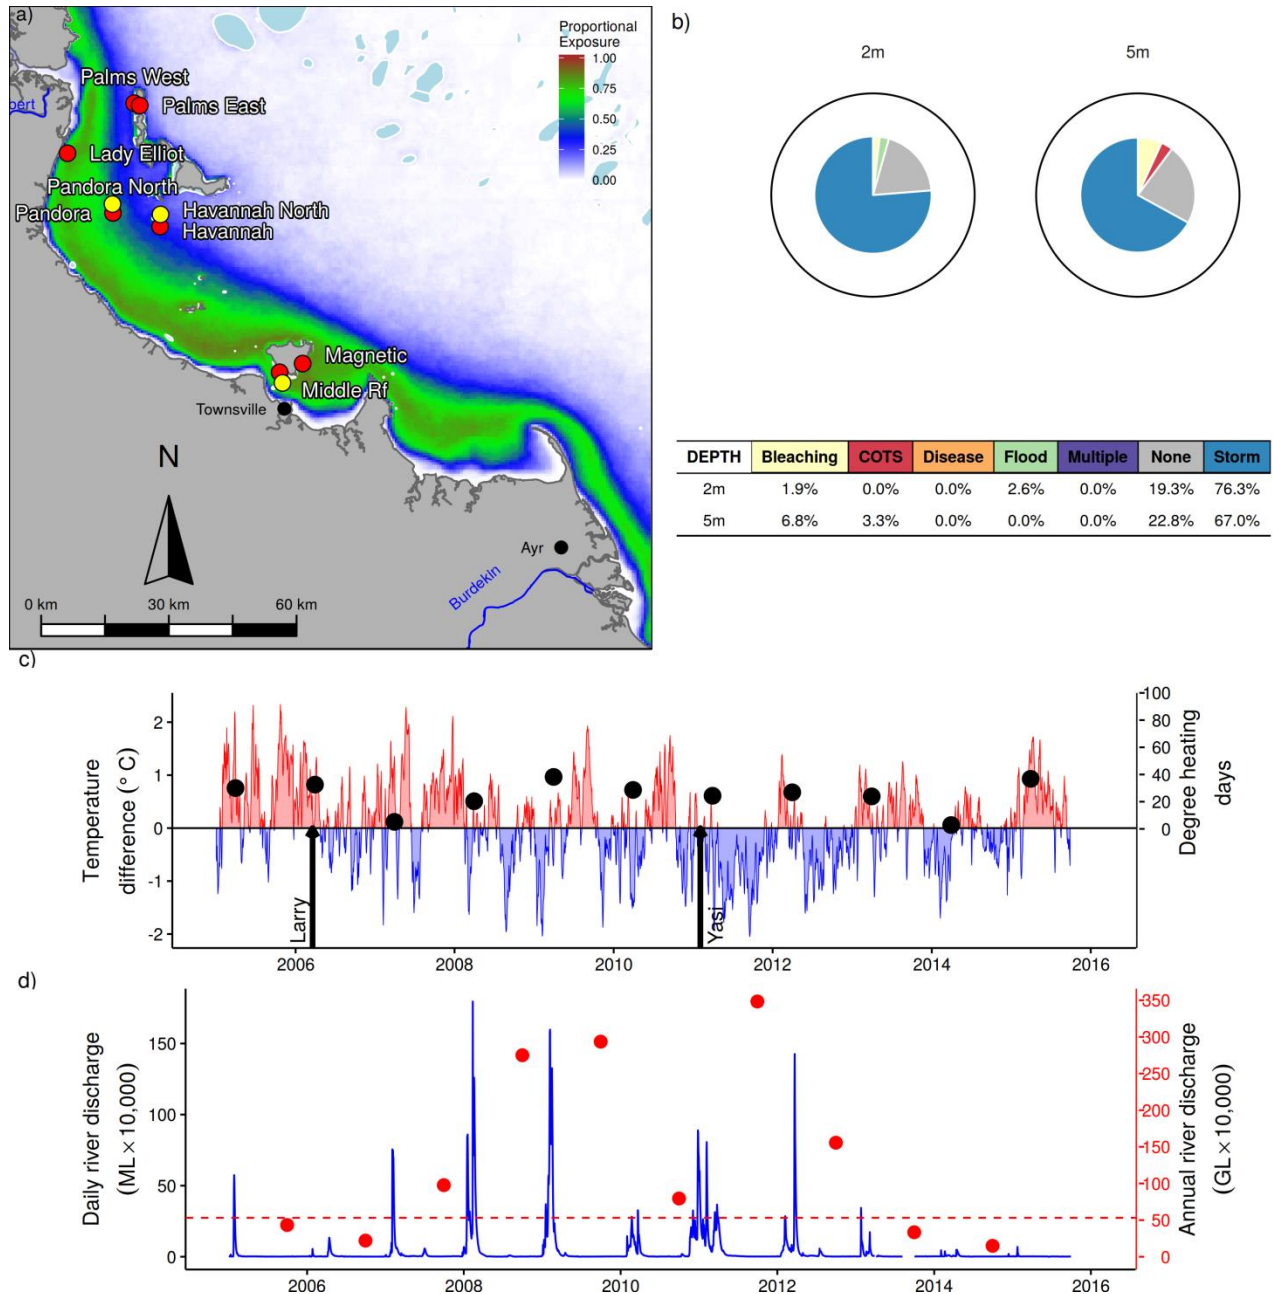 a)
Proportional
Exposure
1.00
0.75
0.50
0.25
0.00
Palms West
Palms East
Lady Elliot
Pandora North
Pandora
Havannah North
Havannah
Magnetic
Middle Rf
Townsville
N
Ayr
Burdekin
0 km 30 km 60 km
b)
2m 5m
DEPTH Bleaching COTS Disease Flood Multiple None Storm
2m 1.9% 0.0% 0.0% 2.6% 0.0% 19.3% 76.3%
5m 6.8% 3.3% 0.0% 0.0% 0.0% 22.8% 67.0%
c)
Temperature
difference (° C)
2
1
0
-1
-2
Larry
Yasi
100
80
60
40
20
0
Degree heating
days
2006 2008 2010 2012 2014 2016
d)
Daily river discharge
(ML × 10,000)
150
100
50
0
350
300
250
200
150
100
50
0
Annual river discharge
(GL × 10,000)
2006 2008 2010 2012 2014 2016